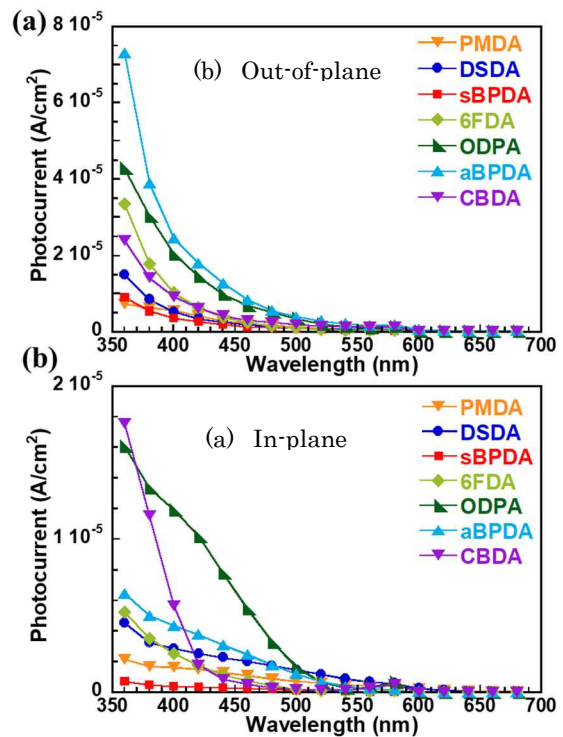 (a)
8 10-5
(b) Out-of-plane
PMDA
DSDA
sBPDA
6FDA
ODPA
aBPDA
CBDA
6 10-5
4 10-5
2 10-5
0
Photocurrent (A/cm2)
350 400 450 500 550 600 650 700
Wavelength (nm)
(b)
2 10-5
(a) In-plane
PMDA
DSDA
sBPDA
6FDA
ODPA
aBPDA
CBDA
1 10-5
0
Photocurrent (A/cm2)
350 400 450 500 550 600 650 700
Wavelength (nm)